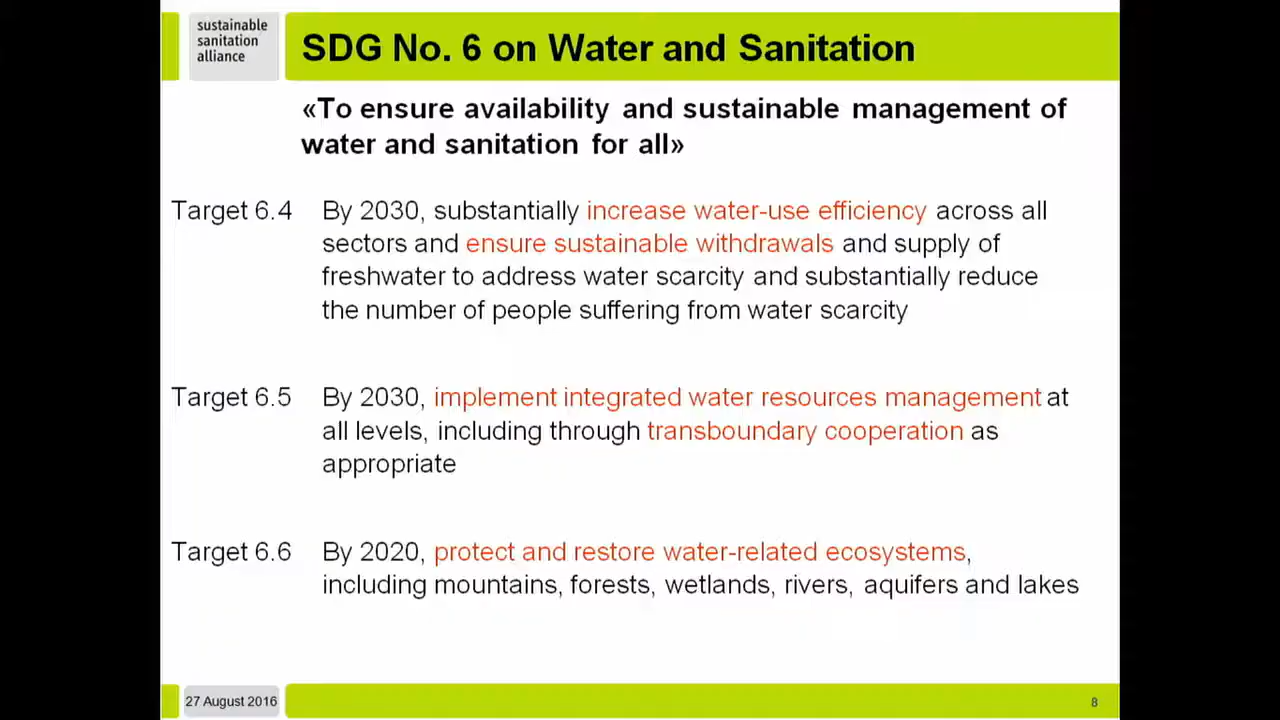 sustainable
sanitation
alliance
SDG No. 6 on Water and Sanitation
«To ensure availability and sustainable management of
water and sanitation for all»
Target 6.4 By 2030, substantially increase water-use efficiency across all
sectors and ensure sustainable withdrawals and supply of
freshwater to address water scarcity and substantially reduce
the number of people suffering from water scarcity
Target 6.5 By 2030, implement integrated water resources management at
all levels, including through transboundary cooperation as
appropriate
Target 6.6 By 2020, protect and restore water-related ecosystems,
including mountains, forests, wetlands, rivers, aquifers and lakes
27 August 2016
8